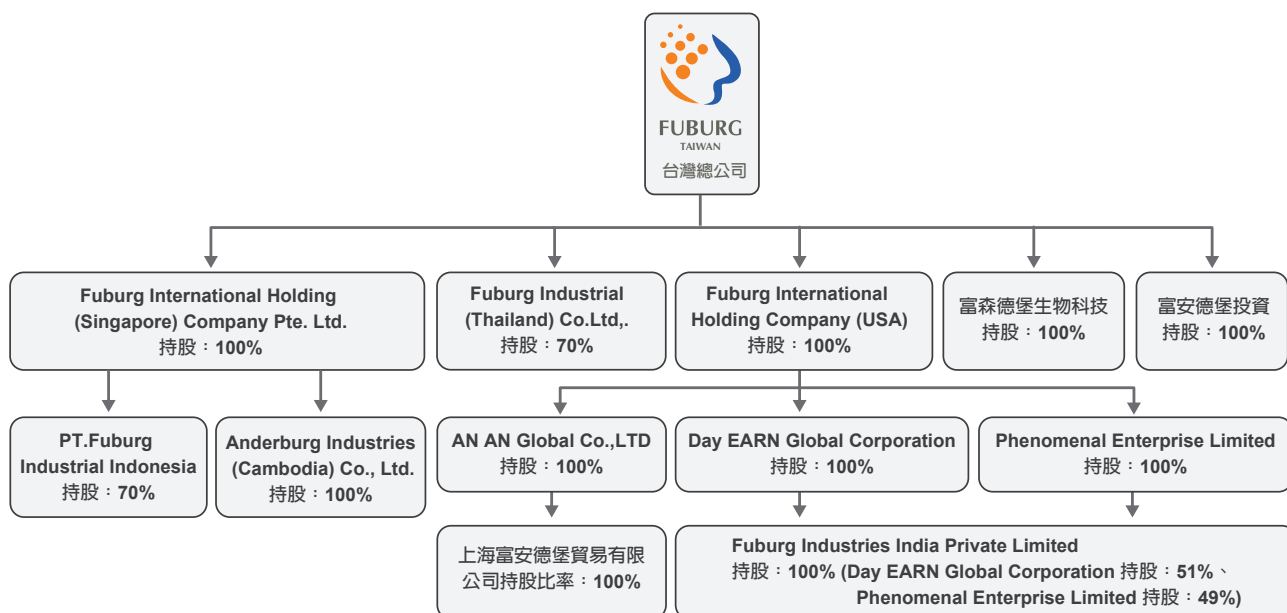 FUBURG
TAIWAN
台灣總公司
Fuburg International Holding
(Singapore) Company Pte. Ltd.
持股：100%
Fuburg Industrial
(Thailand) Co.Ltd,.
持股：70%
Fuburg International
Holding Company (USA)
持股：100%
富森德堡生物科技
持股：100%
富安德堡投資
持股：100%
PT.Fuburg
Industrial Indonesia
持股：70%
Anderburg Industries
(Cambodia) Co., Ltd.
持股：100%
AN AN Global Co.,LTD
持股：100%
Day EARN Global Corporation
持股：100%
Phenomenal Enterprise Limited
持股：100%
上海富安德堡貿易有限
公司持股比率：100%
Fuburg Industries India Private Limited
持股：100% (Day EARN Global Corporation 持股：51%、
Phenomenal Enterprise Limited 持股：49%)